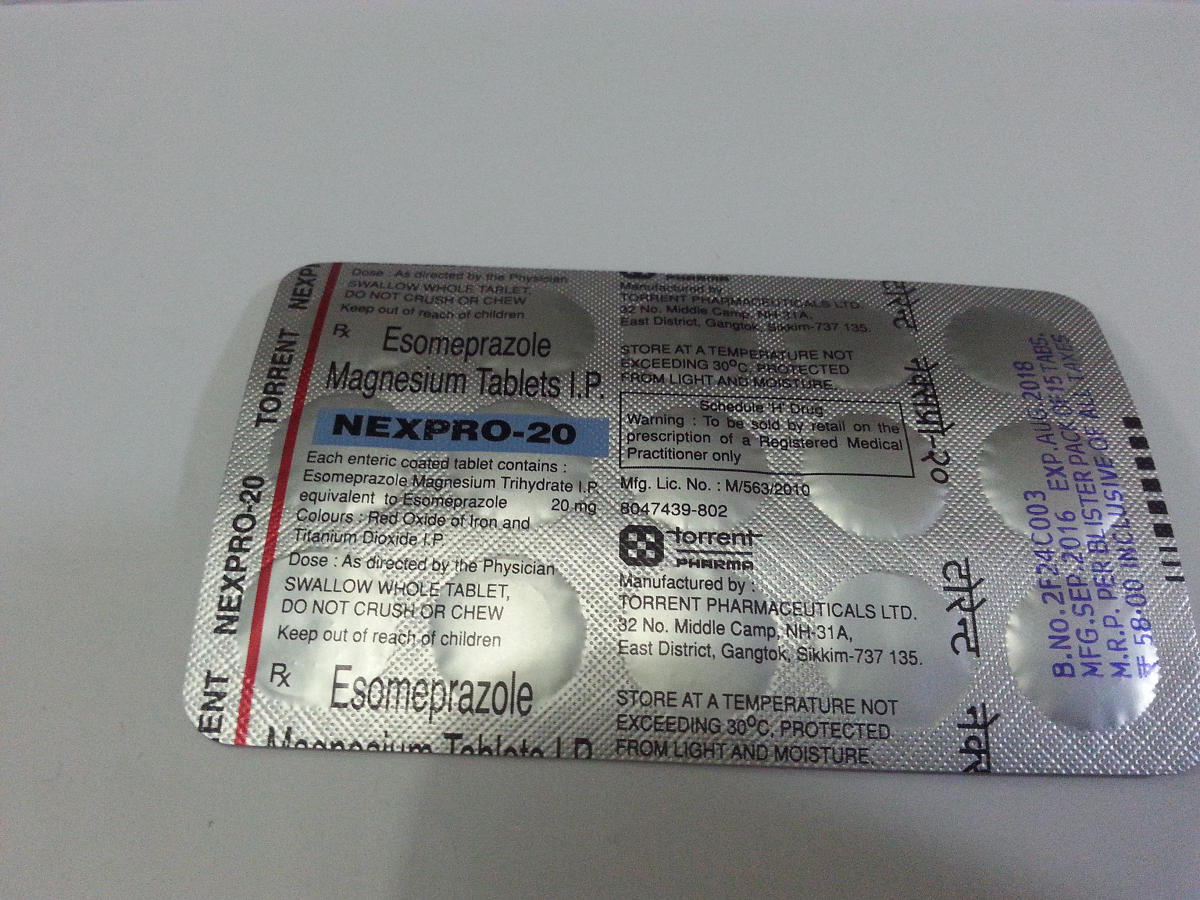 TORRENT NEXP
NEXPRO-20
ENT
Dose : As directed by the Physician
SWALLOW WHOLE TABLET,
DO NOT CRUSH OR CHEW
Keep out of reach of children
Rx Esomeprazole
Magnesium Tablets I.P.
NEXPRO-20
Each enteric coated tablet contains :
Esomeprazole Magnesium Trihydrate I.P.
equivalent to Esomeprazole 20 mg
Colours : Red Oxide of Iron and
Titanium Dioxide I.P.
Dose : As directed by the Physician
SWALLOW WHOLE TABLET,
DO NOT CRUSH OR CHEW
Keep out of reach of children
Rx Esomeprazole
Magnesium Tablets I.P.
PHARMA
Manufactured by :
TORRENT PHARMACEUTICALS LTD.
32 No. Middle Camp, NH-31A,
East District, Gangtok, Sikkim-737 135.
STORE AT A TEMPERATURE NOT
EXCEEDING 30°C, PROTECTED
FROM LIGHT AND MOISTURE.
Schedule 'H' Drug
Warning : To be sold by retail on the
prescription of a Registered Medical
Practitioner only
Mfg. Lic. No. : M/563/2010
8047439-802
torrent
PHARMA
Manufactured by :
TORRENT PHARMACEUTICALS LTD.
32 No. Middle Camp, NH-31A,
East District, Gangtok, Sikkim-737 135.
STORE AT A TEMPERATURE NOT
EXCEEDING 30°C, PROTECTED
FROM LIGHT AND MOISTURE.
नेक्सप्रो-२०
टोरेन्ट
B.No.2F24C003
MFG.SEP.2016 EXP.AUG.2018
M.R.P. PER BLISTER PACK OF 15 TABS.
₹ 58.00 INCLUSIVE OF ALL TAXES